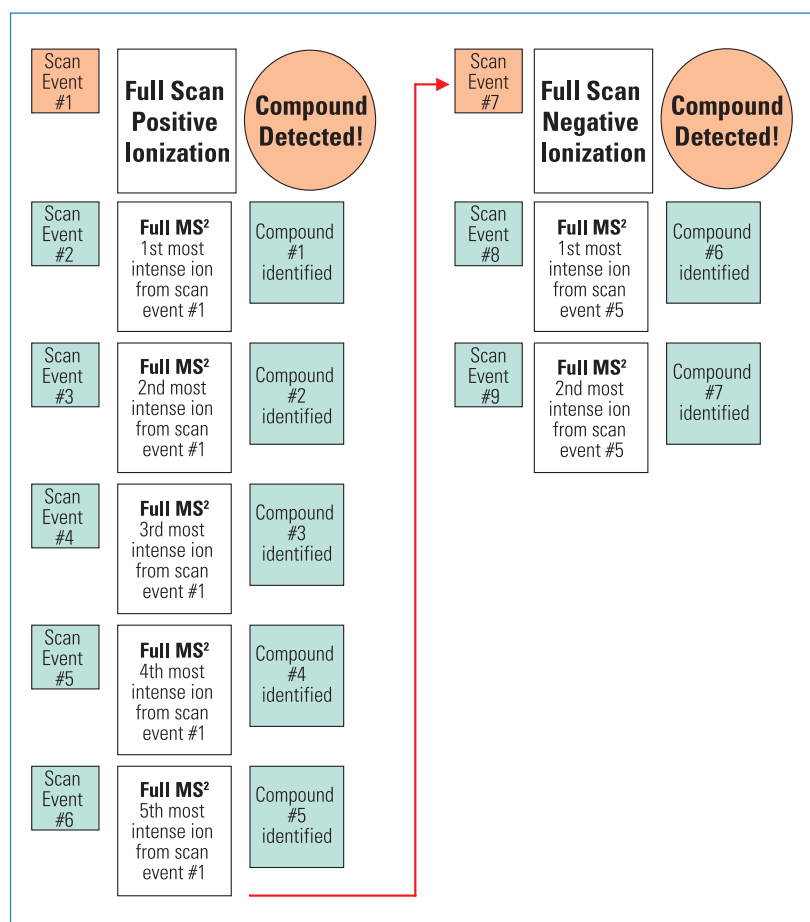 Scan
Event
#1
Full Scan
Positive
Ionization
Compound
Detected!
Scan
Event
#2
Full MS²
1st most
intense ion
from scan
event #1
Compound
#1
identified
Scan
Event
#3
Full MS²
2nd most
intense ion
from scan
event #1
Compound
#2
identified
Scan
Event
#4
Full MS²
3rd most
intense ion
from scan
event #1
Compound
#3
identified
Scan
Event
#5
Full MS²
4th most
intense ion
from scan
event #1
Compound
#4
identified
Scan
Event
#6
Full MS²
5th most
intense ion
from scan
event #1
Compound
#5
identified
Scan
Event
#7
Full Scan
Negative
Ionization
Compound
Detected!
Scan
Event
#8
Full MS²
1st most
intense ion
from scan
event #5
Compound
#6
identified
Scan
Event
#9
Full MS²
2nd most
intense ion
from scan
event #5
Compound
#7
identified